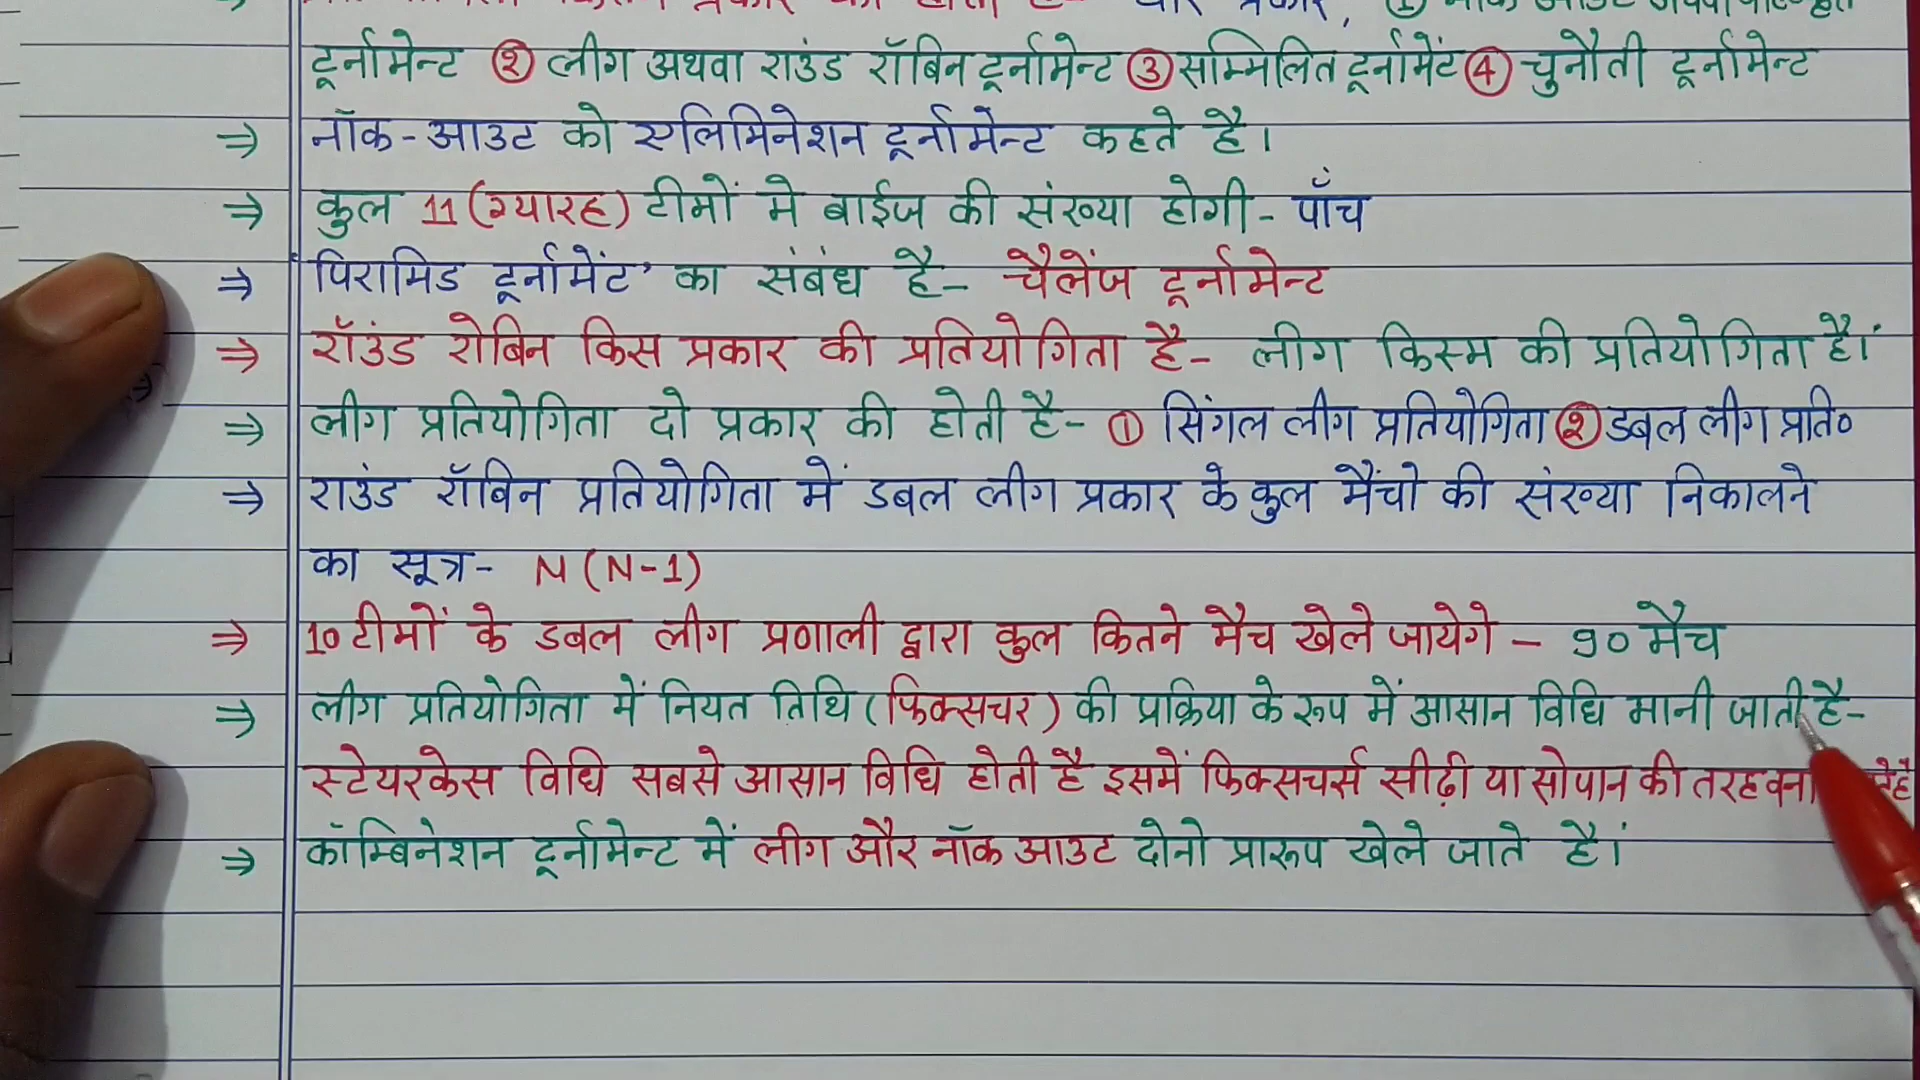 टूर्नामेन्ट ② लीग अथवा राउंड रॉबिन टूर्नामेन्ट ③ सम्मिलित टूर्नामेंट ④ चुनौती टूर्नामेन्ट
⇒ नॉक-आउट को एलिमिनेशन टूर्नामेन्ट कहते है।
⇒ कुल 11 (ग्यारह) टीमों मे बाईज की संख्या होगी- पाँच
⇒ पिरामिड टूर्नामेंट' का संबंध है- चैलेंज टूर्नामेन्ट
⇒ रॉउंड रोबिन किस प्रकार की प्रतियोगिता है- लीग किस्म की प्रतियोगिता है।
⇒ लीग प्रतियोगिता दो प्रकार की होती है- ① सिंगल लीग प्रतियोगिता ② डबल लीग प्रति०
⇒ राउंड रॉबिन प्रतियोगिता में डबल लीग प्रकार के कुल मैंचो की संख्या निकालने
का सूत्र- N (N-1)
⇒ 10 टीमों के डबल लीग प्रणाली द्वारा कुल कितने मैच खेले जायेगे - 90 मैच
⇒ लीग प्रतियोगिता में नियत तिथि (फिक्सचर) की प्रक्रिया के रूप में आसान विधि मानी जाती है-
स्टेयरकेस विधि सबसे आसान विधि होती है इसमें फिक्सचर्स सीढ़ी या सोपान की तरह
⇒ कॉम्बिनेशन टूर्नामेन्ट में लीग और नॉक आउट दोनो प्रारूप खेले जाते है।